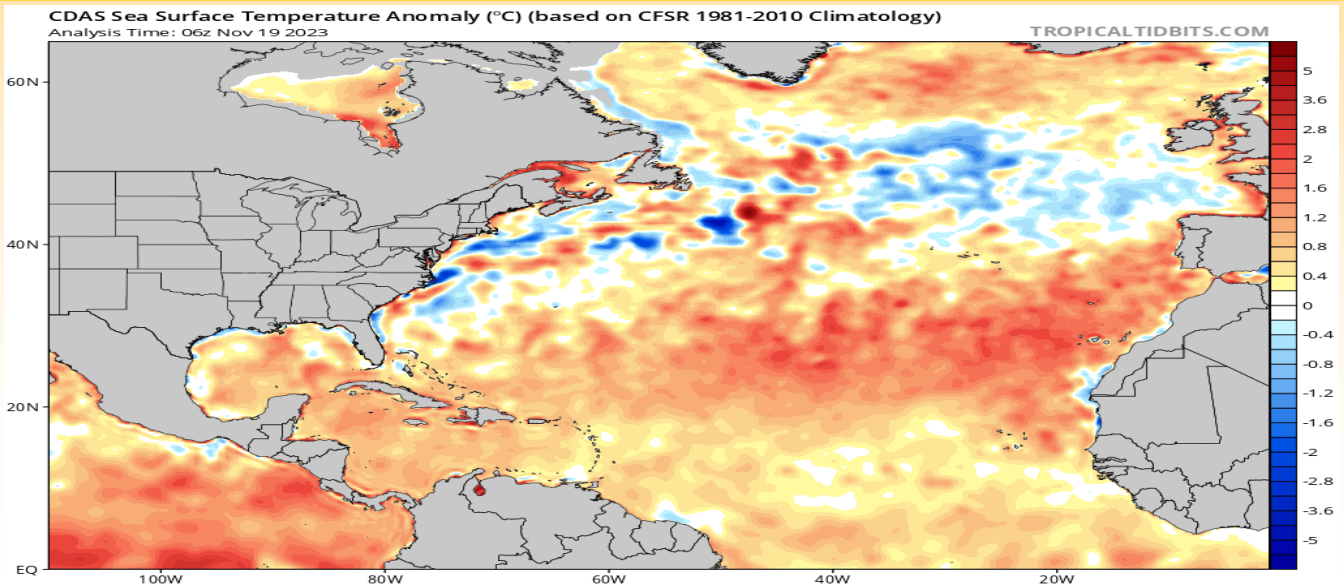 CDAS Sea Surface Temperature Anomaly (°C) (based on CFSR 1981-2010 Climatology)
Analysis Time: 06z Nov 19 2023
TROPICALTIDBITS.COM
60N
40N
20N
EQ
100W
80W
60W
40W
20W
5
3.6
2.8
2
1.6
1.2
0.8
0.4
0
-0.4
-0.8
-1.2
-1.6
-2
-2.8
-3.6
-5